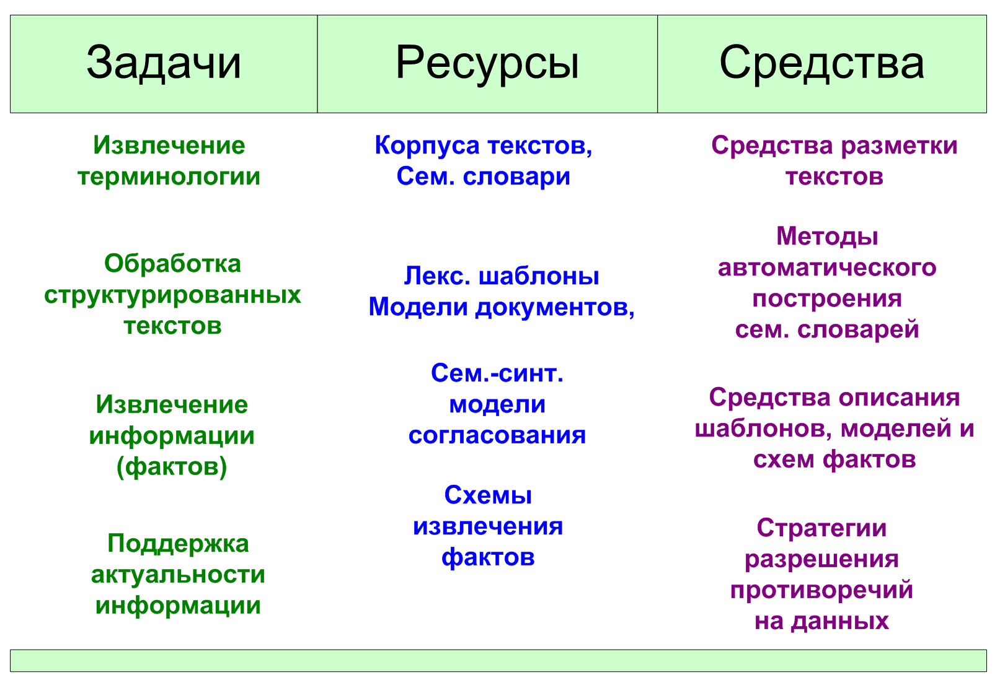 Задачи
Ресурсы
Средства
Извлечение
терминологии
Обработка
структурированных
текстов
Извлечение
информации
(фактов)
Поддержка
актуальности
информации
Корпуса текстов,
Сем. словари
Лекс. шаблоны
Модели документов,
Сем.-синт.
модели
согласования
Схемы
извлечения
фактов
Средства разметки
текстов
Методы
автоматического
построения
сем. словарей
Средства описания
шаблонов, моделей и
схем фактов
Стратегии
разрешения
противоречий
на данных